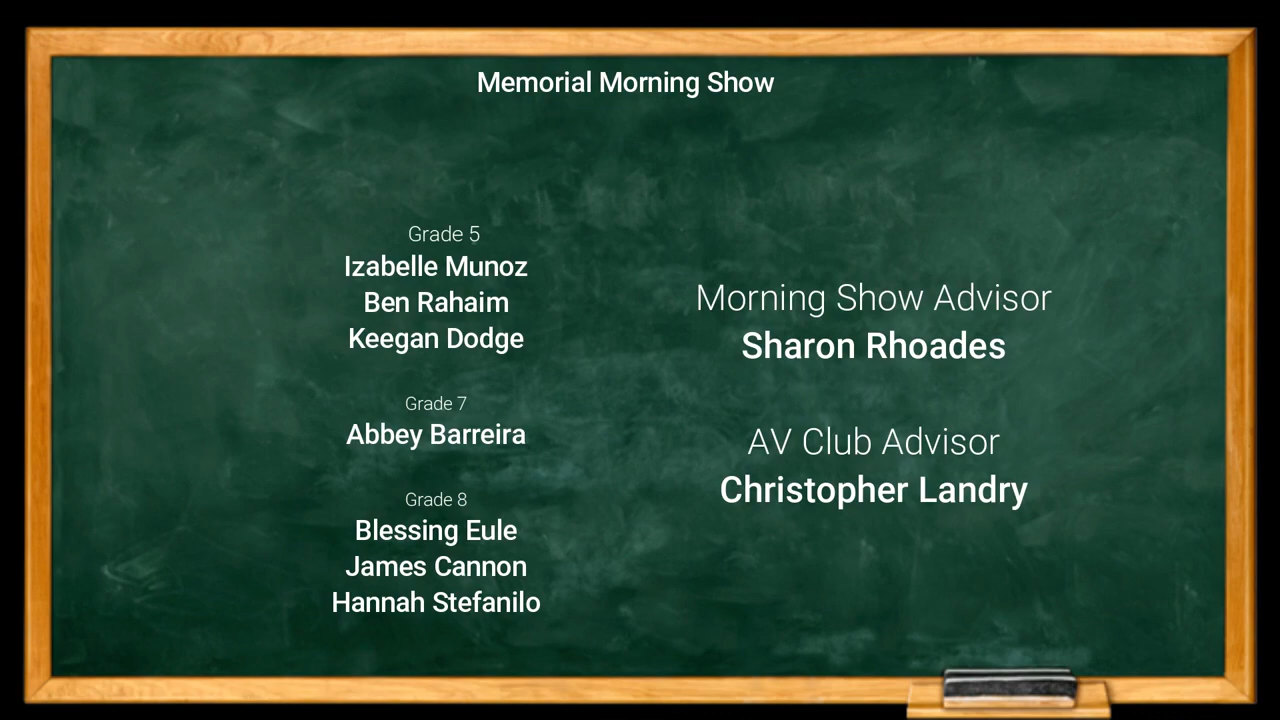 Memorial Morning Show
Grade 5
Izabelle Munoz
Ben Rahaim
Keegan Dodge
Grade 7
Abbey Barreira
Grade 8
Blessing Eule
James Cannon
Hannah Stefanilo
Morning Show Advisor
Sharon Rhoades
AV Club Advisor
Christopher Landry